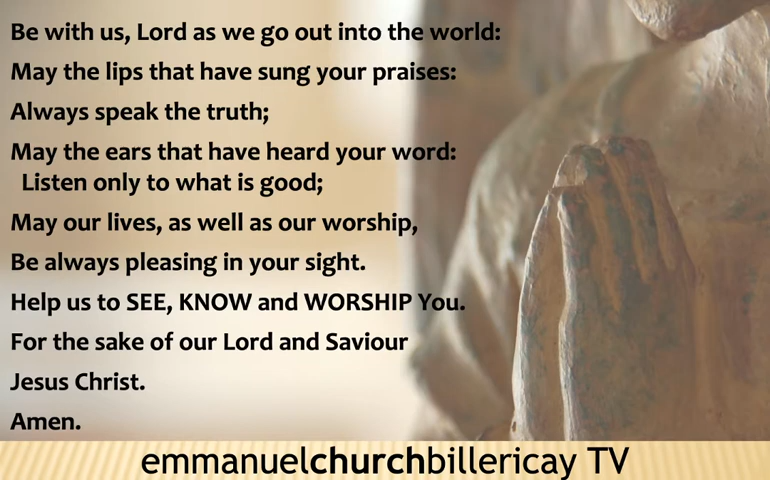 Be with us, Lord as we go out into the world:
May the lips that have sung your praises:
Always speak the truth;
May the ears that have heard your word:
Listen only to what is good;
May our lives, as well as our worship,
Be always pleasing in your sight.
Help us to SEE, KNOW and WORSHIP You.
For the sake of our Lord and Saviour
Jesus Christ.
Amen.
emmanuelchurchbillericay TV